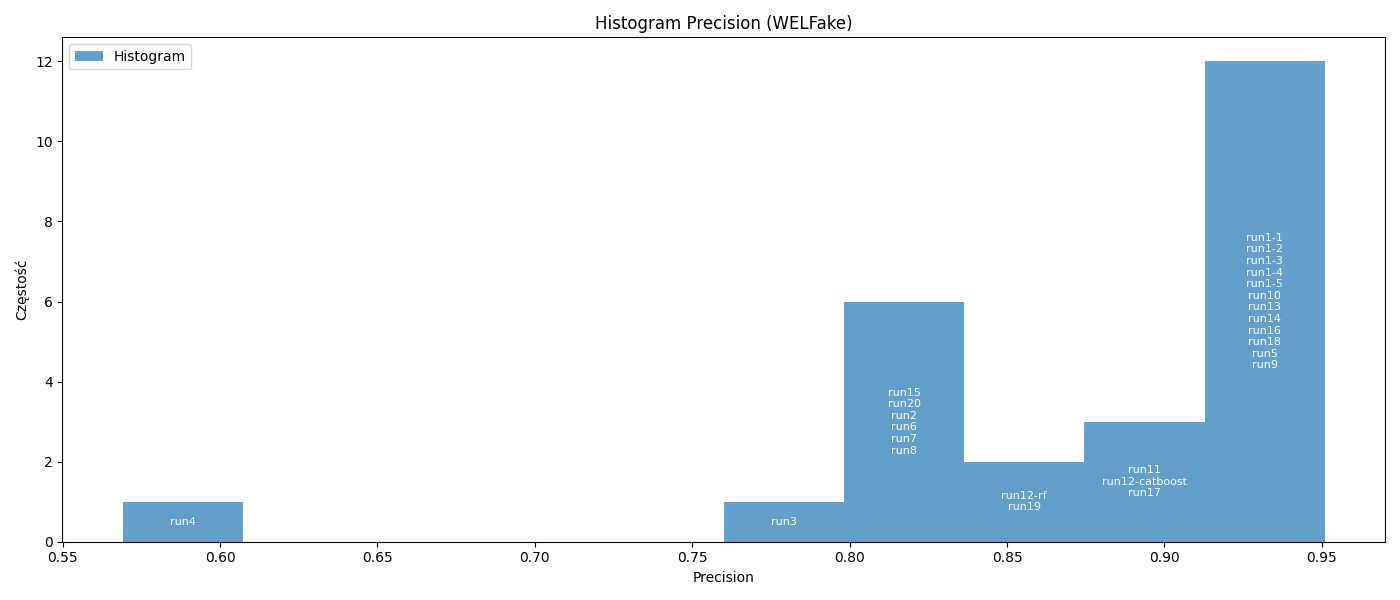 Histogram Precision (WELFake)
Histogram
Częstość
12
10
8
6
4
2
0
run4
run3
run15
run20
run2
run6
run7
run8
run12-rf
run19
run11
run12-catboost
run17
run1-1
run1-2
run1-3
run1-4
run1-5
run10
run13
run14
run16
run18
run5
run9
0.55 0.60 0.65 0.70 0.75 0.80 0.85 0.90 0.95
Precision